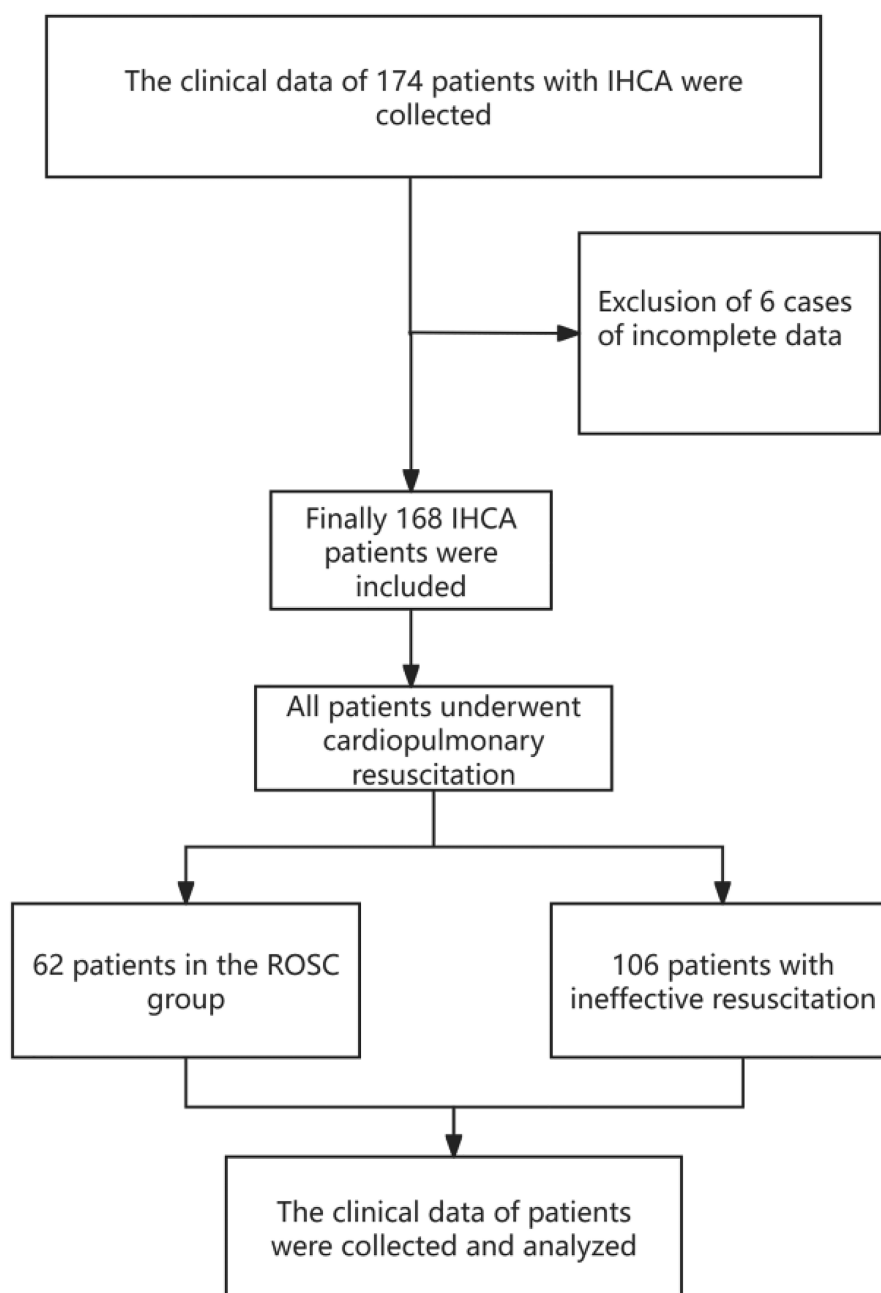 The clinical data of 174 patients with IHCA were
collected
Exclusion of 6 cases
of incomplete data
Finally 168 IHCA
patients were
included
All patients underwent
cardiopulmonary
resuscitation
62 patients in the ROSC
group
106 patients with
ineffective resuscitation
The clinical data of patients
were collected and analyzed